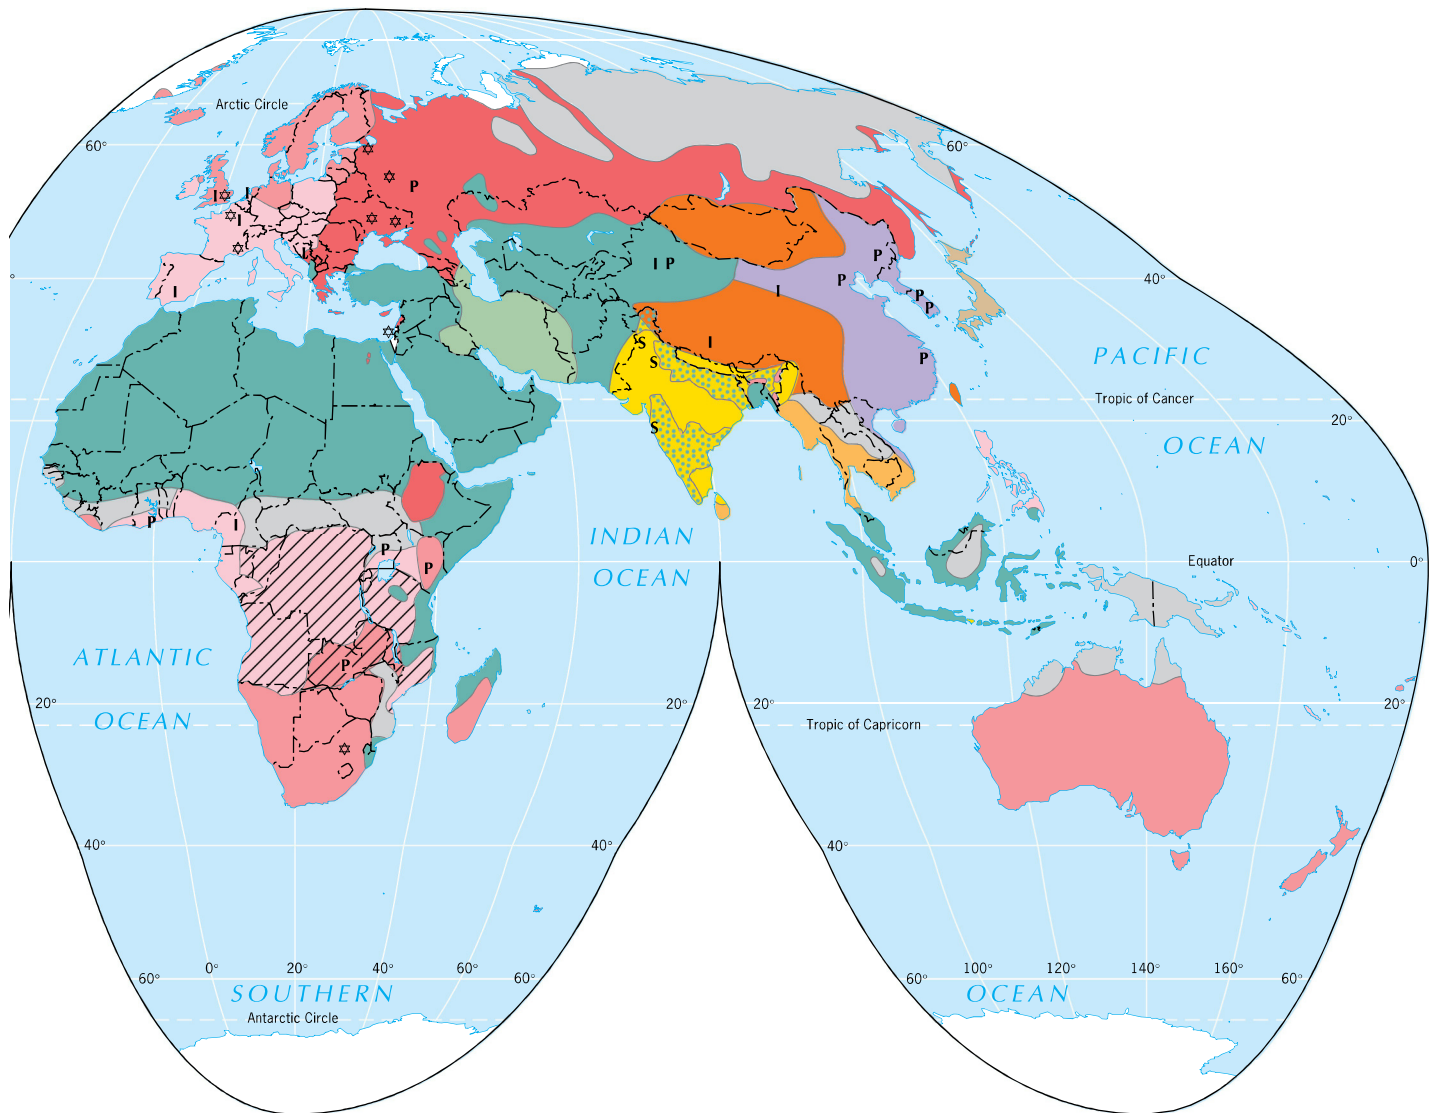 Arctic Circle
60°
60°
P
I
I
I
I
I
P
P
I P
P
I
P
P
°
40°
S
I
S
P
PACIFIC
Tropic of Cancer
20°
S
OCEAN
P
I
P
P
INDIAN
OCEAN
Equator
0°
ATLANTIC
OCEAN
P
20°
20°
20°
20°
Tropic of Capricorn
40°
40°
40°
60°
0°
20°
40°
60°
60°
60°
100°
120°
140°
160°
60°
SOUTHERN
OCEAN
Antarctic Circle